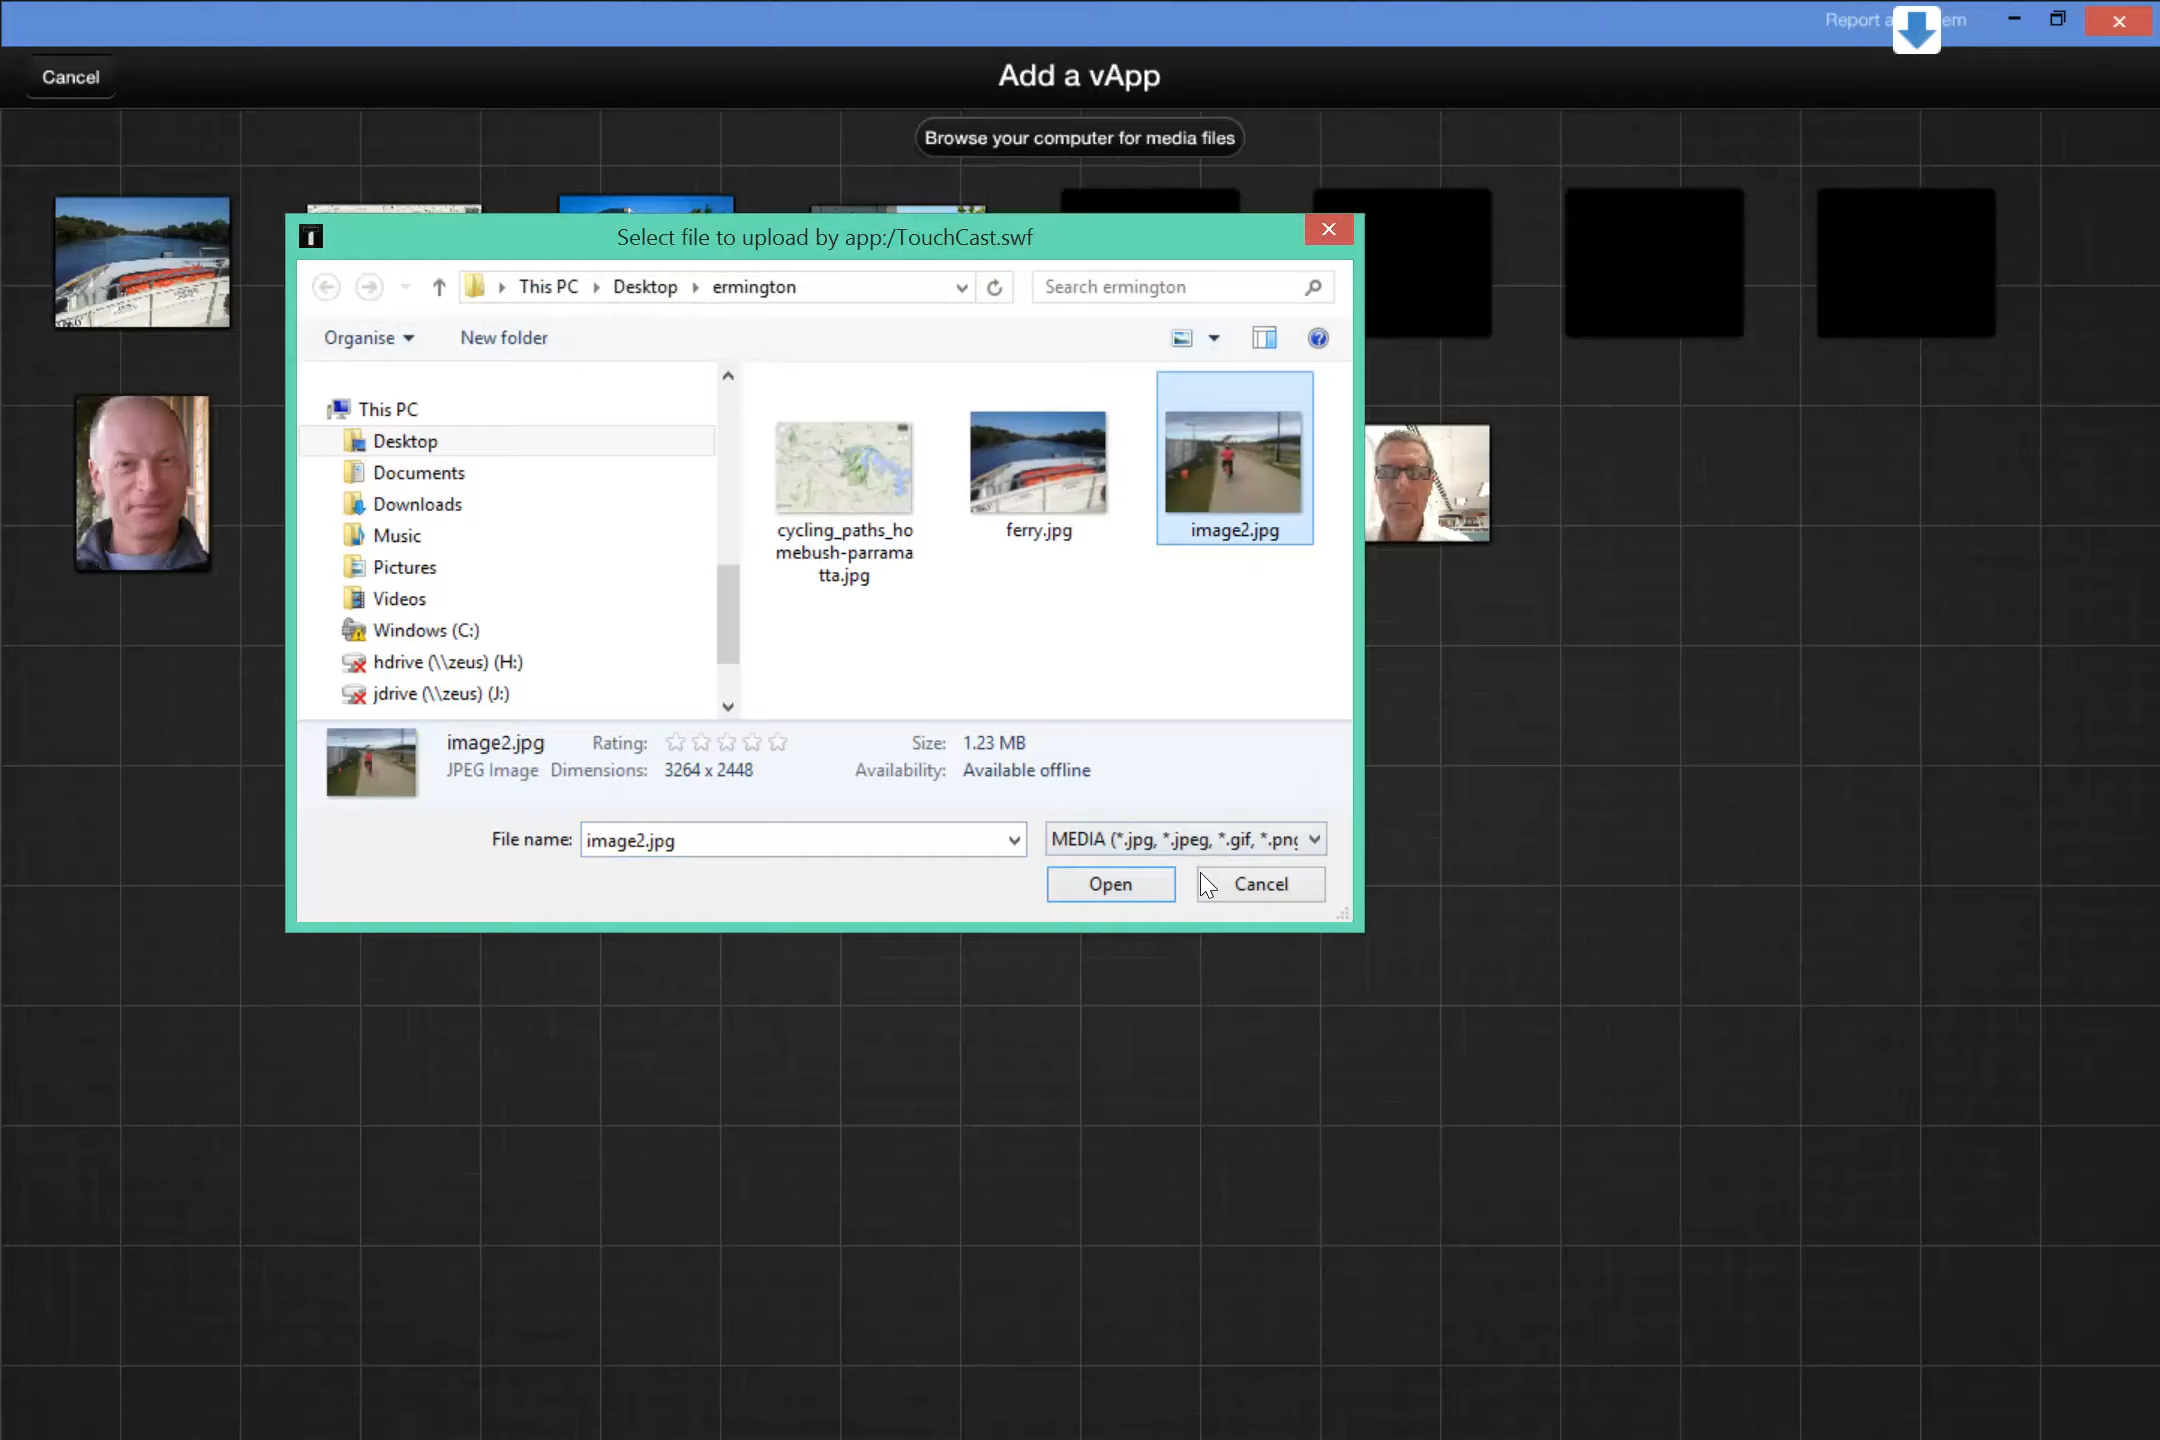 Report a em
Cancel
Add a vApp
Browse your computer for media files
Select file to upload by app:/TouchCast.swf
This PC Desktop ermington
Search ermington
Organise
New folder
This PC
Desktop
Documents
Downloads
Music
Pictures
Videos
Windows (C:)
hdrive (\\zeus) (H:)
jdrive (\\zeus) (J:)
cycling_paths_ho
mebush-parrama
tta.jpg
ferry.jpg
image2.jpg
image2.jpg Rating: Size: 1.23 MB
JPEG Image Dimensions: 3264 x 2448 Availability: Available offline
File name: image2.jpg MEDIA (*.jpg, *.jpeg, *.gif, *.png
Open Cancel